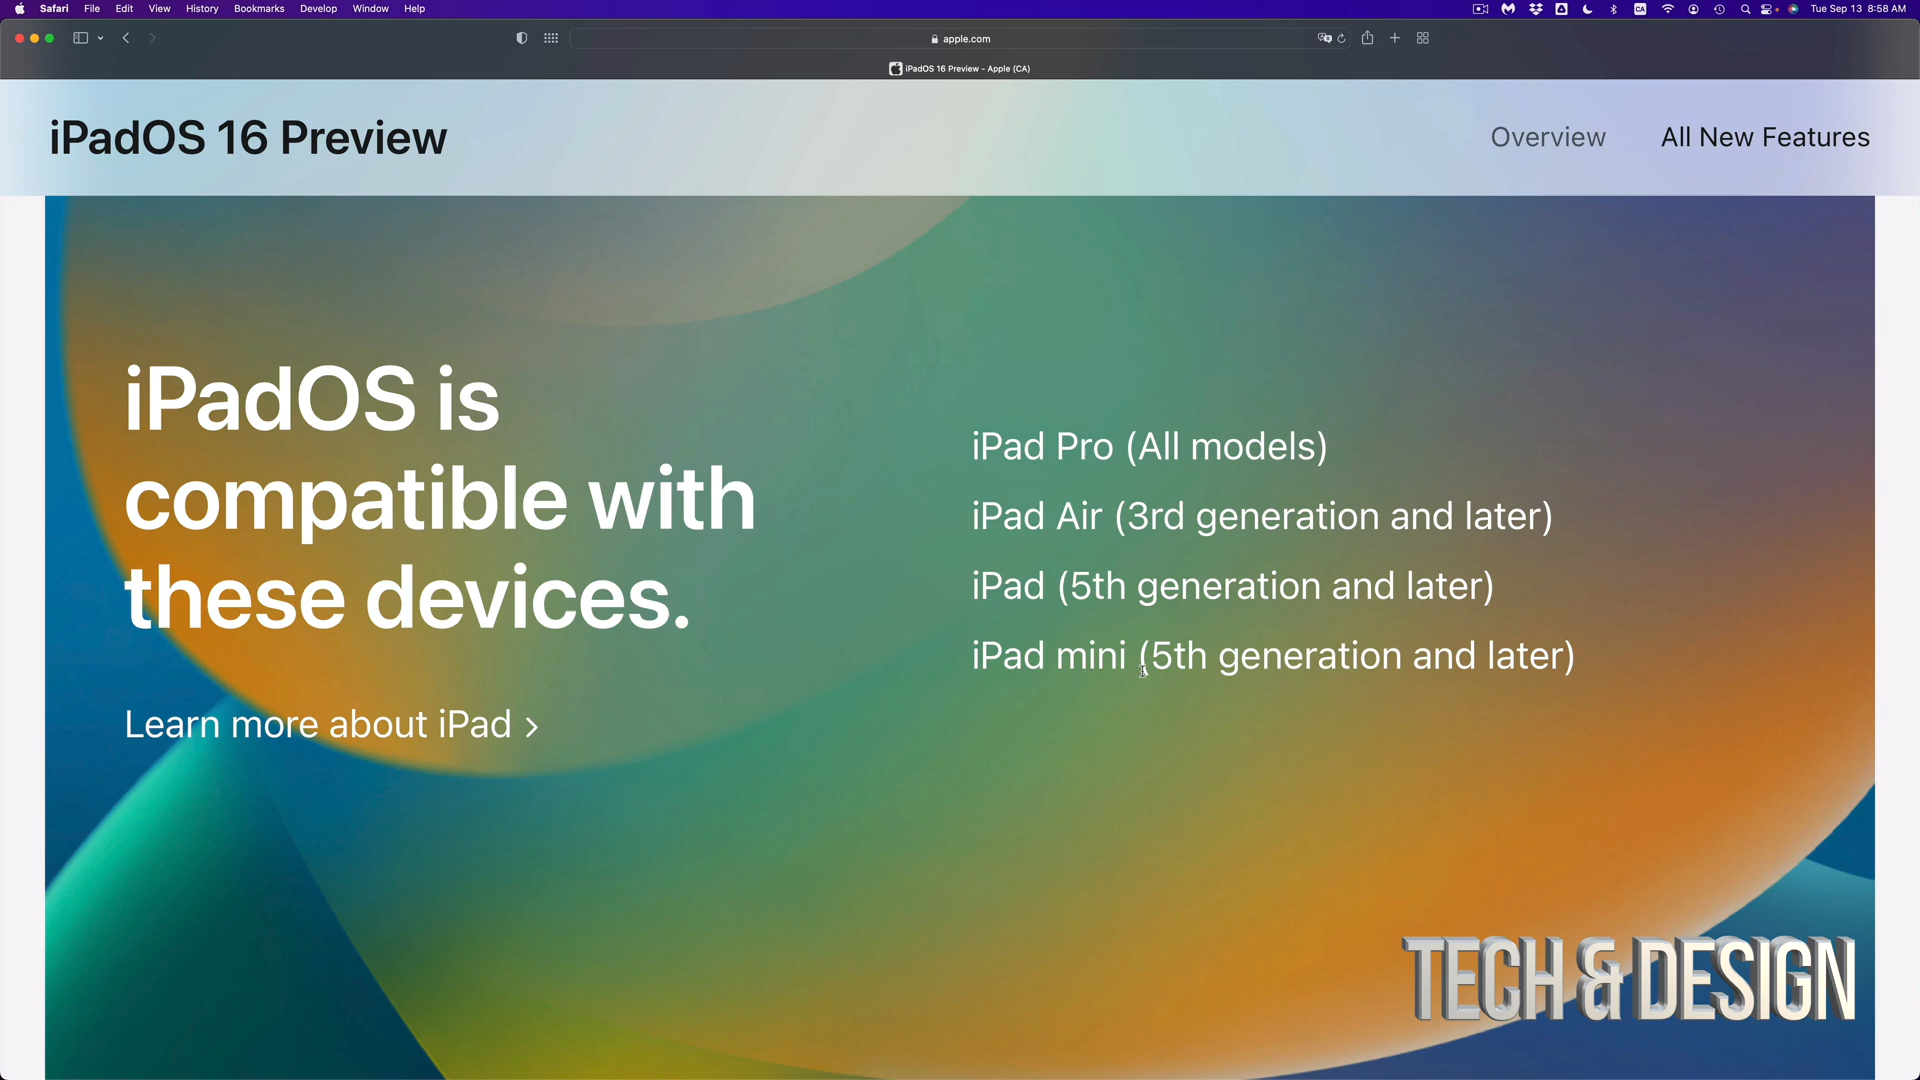 Safari File Edit View History Bookmarks Develop Window Help
CA
Tue Sep 13 8:58 AM
apple.com
iPadOS 16 Preview - Apple (CA)
iPadOS 16 Preview
Overview
All New Features
iPadOS is
compatible with
these devices.
Learn more about iPad
iPad Pro (All models)
iPad Air (3rd generation and later)
iPad (5th generation and later)
iPad mini (5th generation and later)
TECH & DESIGN